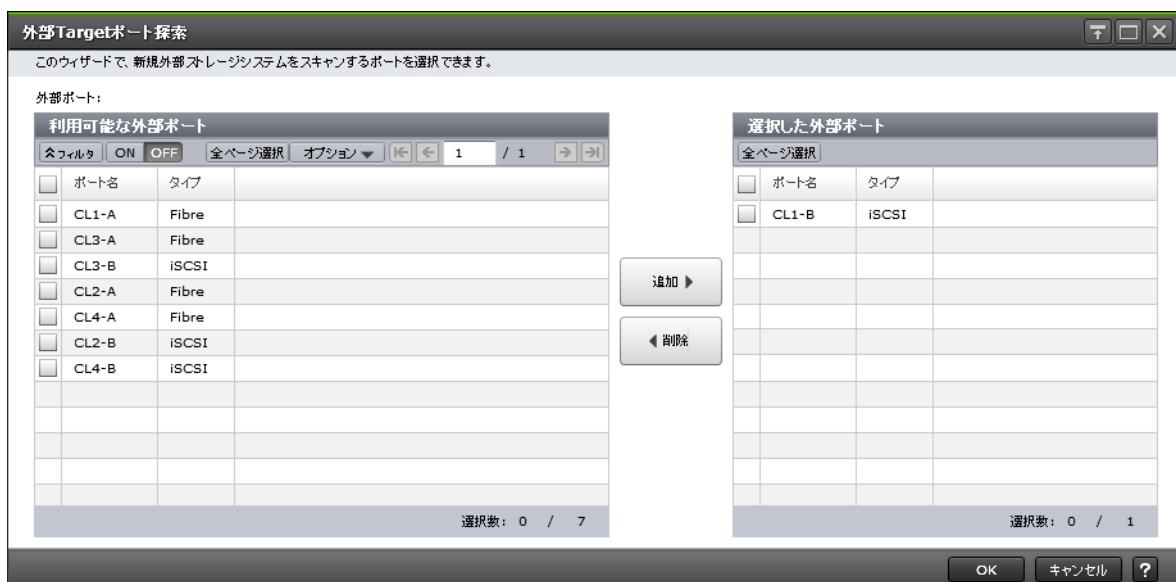 外部Targetポート探索
このウィザードで、新規外部ストレージシステムをスキャンするポートを選択できます。
外部ポート:
利用可能な外部ポート
フィルタ ON OFF 全ページ選択 オプション 1 / 1
ポート名 タイプ
CL1-A Fibre
CL3-A Fibre
CL3-B iSCSI
CL2-A Fibre
CL4-A Fibre
CL2-B iSCSI
CL4-B iSCSI
選択数: 0 / 7
追加
削除
選択した外部ポート
全ページ選択
ポート名 タイプ
CL1-B iSCSI
選択数: 0 / 1
OK キャンセル ?